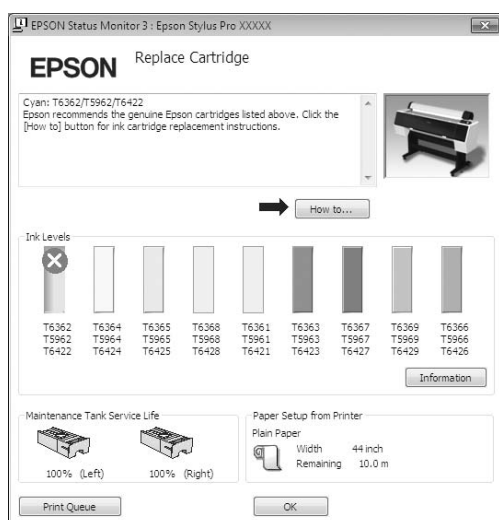 EPSON Status Monitor 3 : Epson Stylus Pro XXXXX
EPSON
Replace Cartridge
Cyan: T6362/T5962/T6422
Epson recommends the genuine Epson cartridges listed above. Click the
[How to] button for ink cartridge replacement instructions.
How to...
Ink Levels
T6362 T6364 T6365 T6368 T6361 T6363 T6367 T6369 T6366
T5962 T5964 T5965 T5968 T5961 T5963 T5967 T5969 T5966
T6422 T6424 T6425 T6428 T6421 T6423 T6427 T6429 T6426
Information
Maintenance Tank Service Life
100% (Left) 100% (Right)
Paper Setup from Printer
Plain Paper
Width 44 inch
Remaining 10.0 m
Print Queue
OK